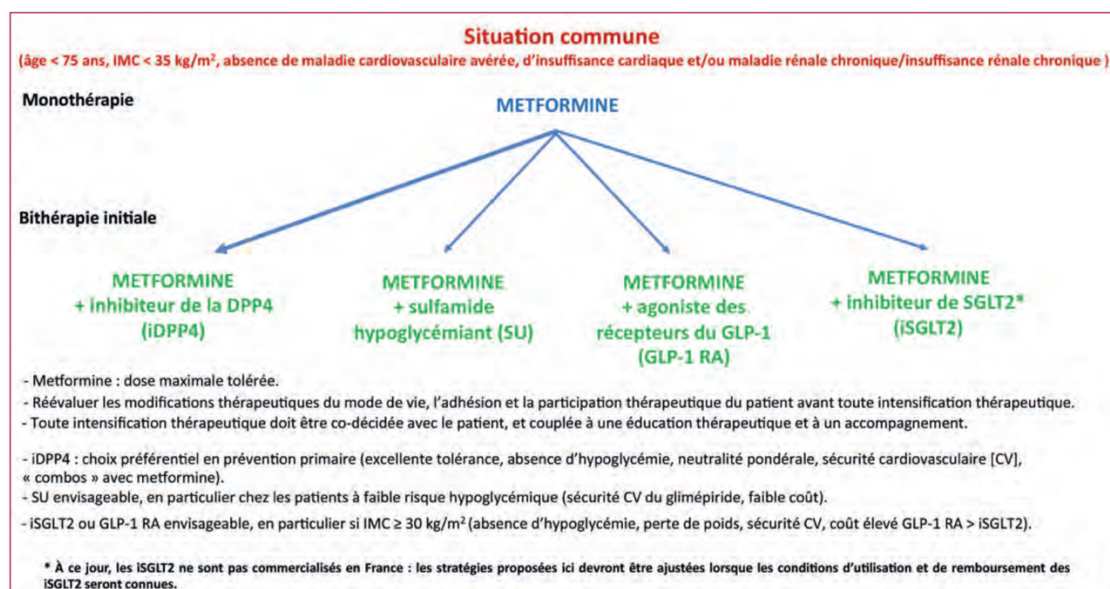 Situation commune
(âge < 75 ans, IMC < 35 kg/m², absence de maladie cardiovasculaire avérée, d'insuffisance cardiaque et/ou maladie rénale chronique/insuffisance rénale chronique )
Monothérapie
METFORMINE
Bithérapie initiale
METFORMINE
+ inhibiteur de la DPP4
(iDPP4)
METFORMINE
+ sulfamide
hypoglycémiant (SU)
METFORMINE
+ agoniste des
récepteurs du GLP-1
(GLP-1 RA)
METFORMINE
+ inhibiteur de SGLT2*
(iSGLT2)
- Metformine : dose maximale tolérée.
- Réévaluer les modifications thérapeutiques du mode de vie, l'adhésion et la participation thérapeutique du patient avant toute intensification thérapeutique.
- Toute intensification thérapeutique doit être co-décidée avec le patient, et couplée à une éducation thérapeutique et à un accompagnement.
- iDPP4 : choix préférentiel en prévention primaire (excellente tolérance, absence d'hypoglycémie, neutralité pondérale, sécurité cardiovasculaire [CV],
« combos » avec metformine).
- SU envisageable, en particulier chez les patients à faible risque hypoglycémique (sécurité CV du glimépiride, faible coût).
- iSGLT2 ou GLP-1 RA envisageable, en particulier si IMC ≥ 30 kg/m² (absence d'hypoglycémie, perte de poids, sécurité CV, coût élevé GLP-1 RA > iSGLT2).
* À ce jour, les iSGLT2 ne sont pas commercialisés en France : les stratégies proposées ici devront être ajustées lorsque les conditions d'utilisation et de remboursement des
iSGLT2 seront connues.